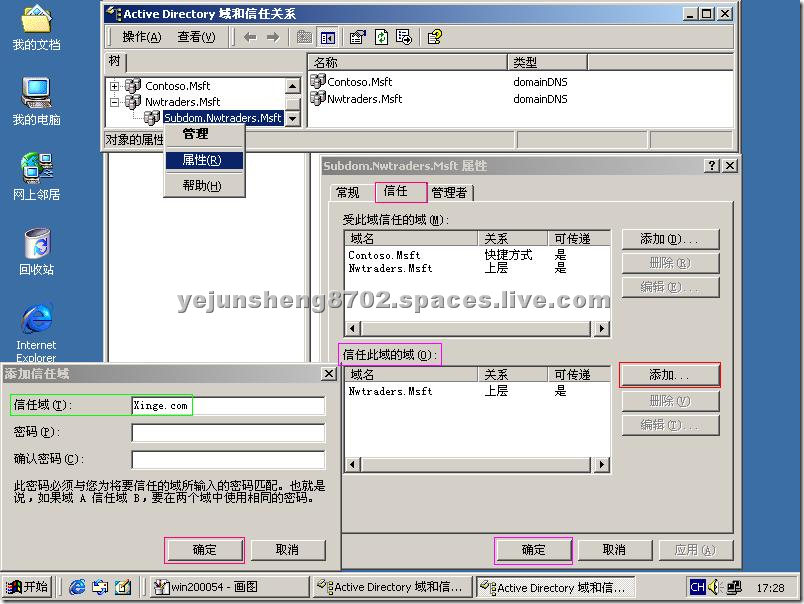 我的文档
我的电脑
网上邻居
回收站
Internet
Explorer
Active Directory 域和信任关系
操作(A) 查看(V)
树
Contoso.Msft
Nwtraders.Msft
Subdom.Nwtraders.Msft
名称 类型
Contoso.Msft domainDNS
Nwtraders.Msft domainDNS
对象的属性
管理
属性(R)
帮助(H)
Subdom.Nwtraders.Msft 属性
常规 信任 管理者
受此域信任的域(M):
域名 关系 可传递
Contoso.Msft 快捷方式 是
Nwtraders.Msft 上层 是
添加(D)...
删除(R)
编辑(E)...
yejunsheng8702.spaces.live.com
信任此域的域(O):
域名 关系 可传递
Nwtraders.Msft 上层 是
添加...
删除(V)
编辑(T)...
确定 取消 应用(A)
添加信任域
信任域(T): Xinge.com
密码(P):
确认密码(C):
此密码必须与您为将要信任的域所输入的密码匹配。也就是
说，如果域 A 信任域 B，要在两个域中使用相同的密码。
确定 取消
开始 win200054 - 画图 Active Directory 域和信... Active Directory 域和信... CH 17:28